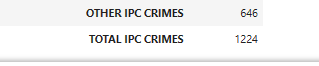 OTHER IPC CRIMES 646
TOTAL IPC CRIMES 1224